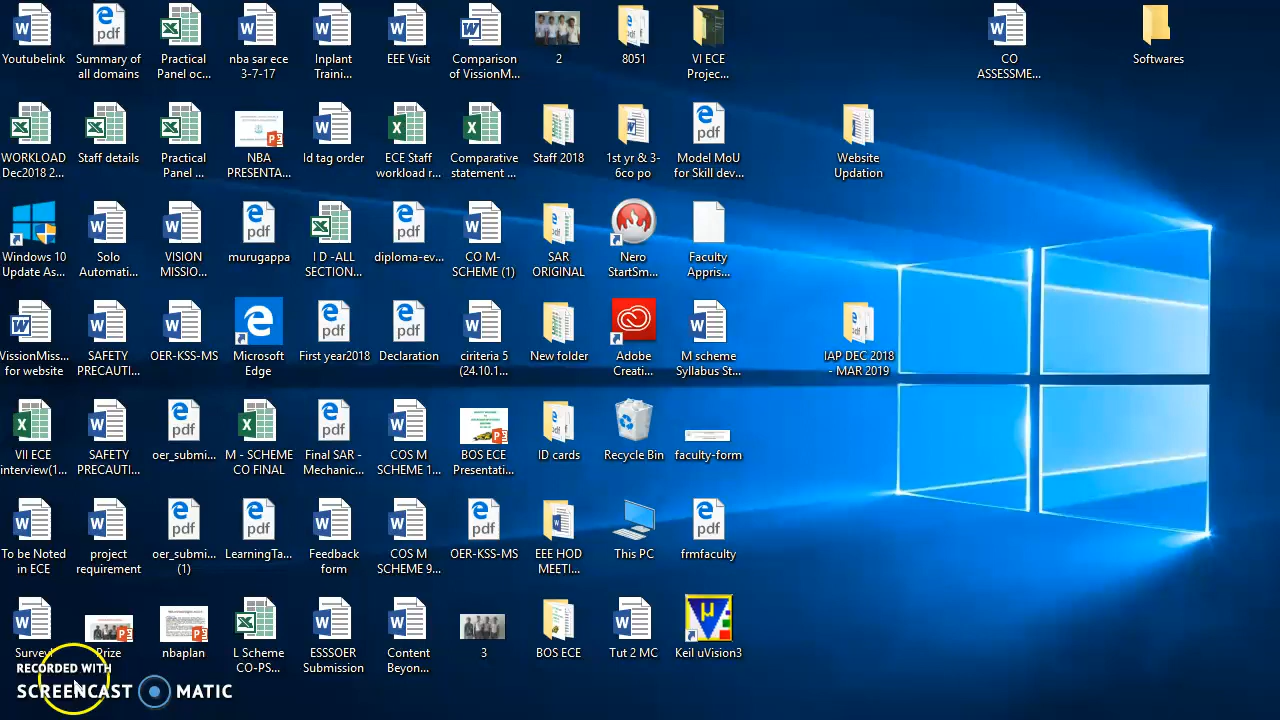 Youtubelink
Summary of
all domains
Practical
Panel oc...
nba sar ece
3-7-17
Inplant
Traini...
EEE Visit
Comparison
of VissionM...
2
8051
VI ECE
Projec...
CO
ASSESSME...
Softwares
WORKLOAD
Dec2018 2...
Staff details
Practical
Panel ...
NBA
PRESENTA...
Id tag order
ECE Staff
workload r...
Comparative
statement ...
Staff 2018
1st yr & 3-
6co po
Model MoU
for Skill dev...
Website
Updation
Windows 10
Update As...
Solo
Automati...
VISION
MISSIO...
murugappa
I D -ALL
SECTION...
diploma-ev...
CO M-
SCHEME (1)
SAR
ORIGINAL
Nero
StartSm...
Faculty
Appris...
VissionMiss...
for website
SAFETY
PRECAUTI...
OER-KSS-MS
Microsoft
Edge
First year2018
Declaration
ciriteria 5
(24.10.1...
New folder
Adobe
Creati...
M scheme
Syllabus St...
IAP DEC 2018
- MAR 2019
VII ECE
interview(1...
SAFETY
PRECAUTI...
oer_submi...
M - SCHEME
CO FINAL
Final SAR -
Mechanic...
COS M
SCHEME 1...
BOS ECE
Presentati...
ID cards
Recycle Bin
faculty-form
To be Noted
in ECE
project
requirement
oer_submi...
(1)
LearningTa...
Feedback
form
COS M
SCHEME 9...
OER-KSS-MS
EEE HOD
MEETI...
This PC
frmfaculty
Survey
Prize
nbaplan
L Scheme
CO-PS...
ESSSOER
Submission
Content
Beyon...
3
BOS ECE
Tut 2 MC
Keil uVision3
RECORDED WITH
SCREENCAST MATIC